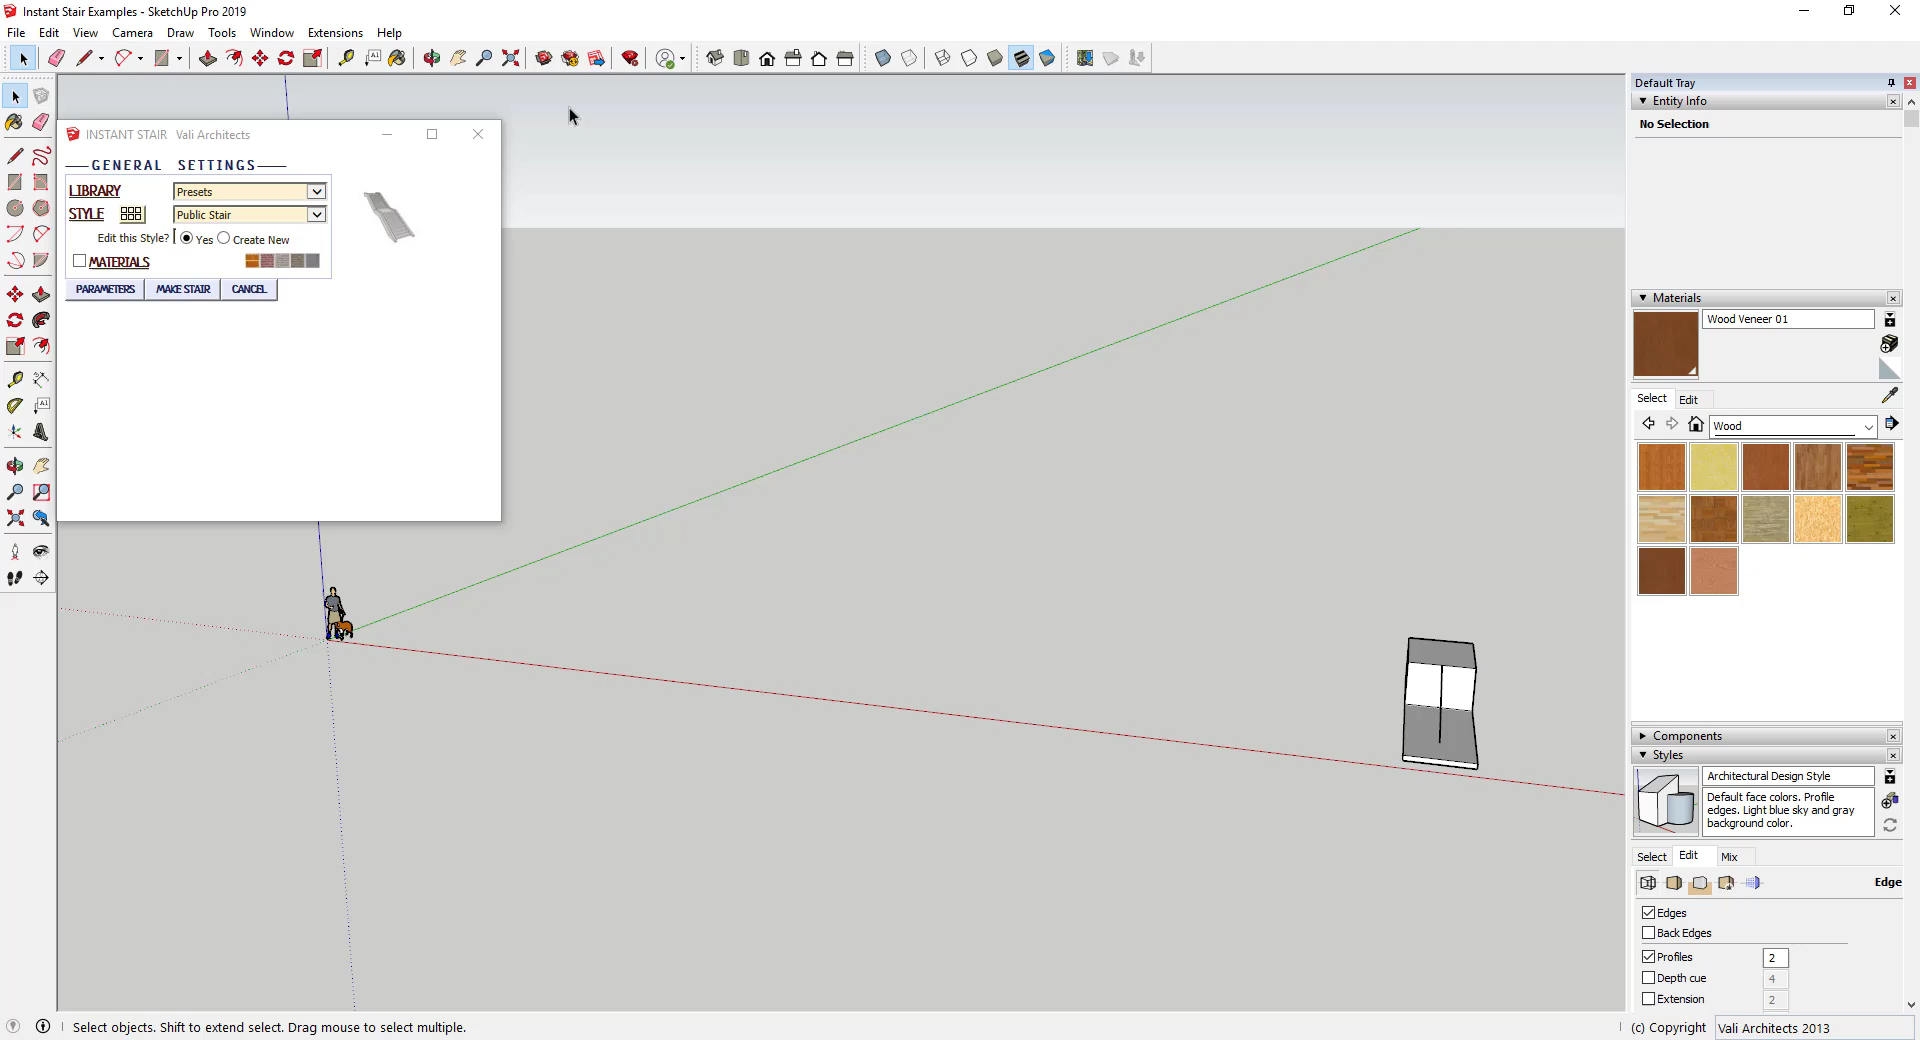 Instant Stair Examples - SketchUp Pro 2019
File Edit View Camera Draw Tools Window Extensions Help
Default Tray
Entity Info
No Selection
INSTANT STAIR Vali Architects
GENERAL SETTINGS
LIBRARY Presets
STYLE Public Stair
Edit this Style? Yes Create New
MATERIALS
PARAMETERS MAKE STAIR CANCEL
Materials
Wood Veneer 01
Select Edit
Wood
Components
Styles
Architectural Design Style
Default face colors. Profile
edges. Light blue sky and gray
background color.
Select Edit Mix
Edge
Edges
Back Edges
Profiles 2
Depth cue 4
Extension 2
Select objects. Shift to extend select. Drag mouse to select multiple.
(c) Copyright Vali Architects 2013